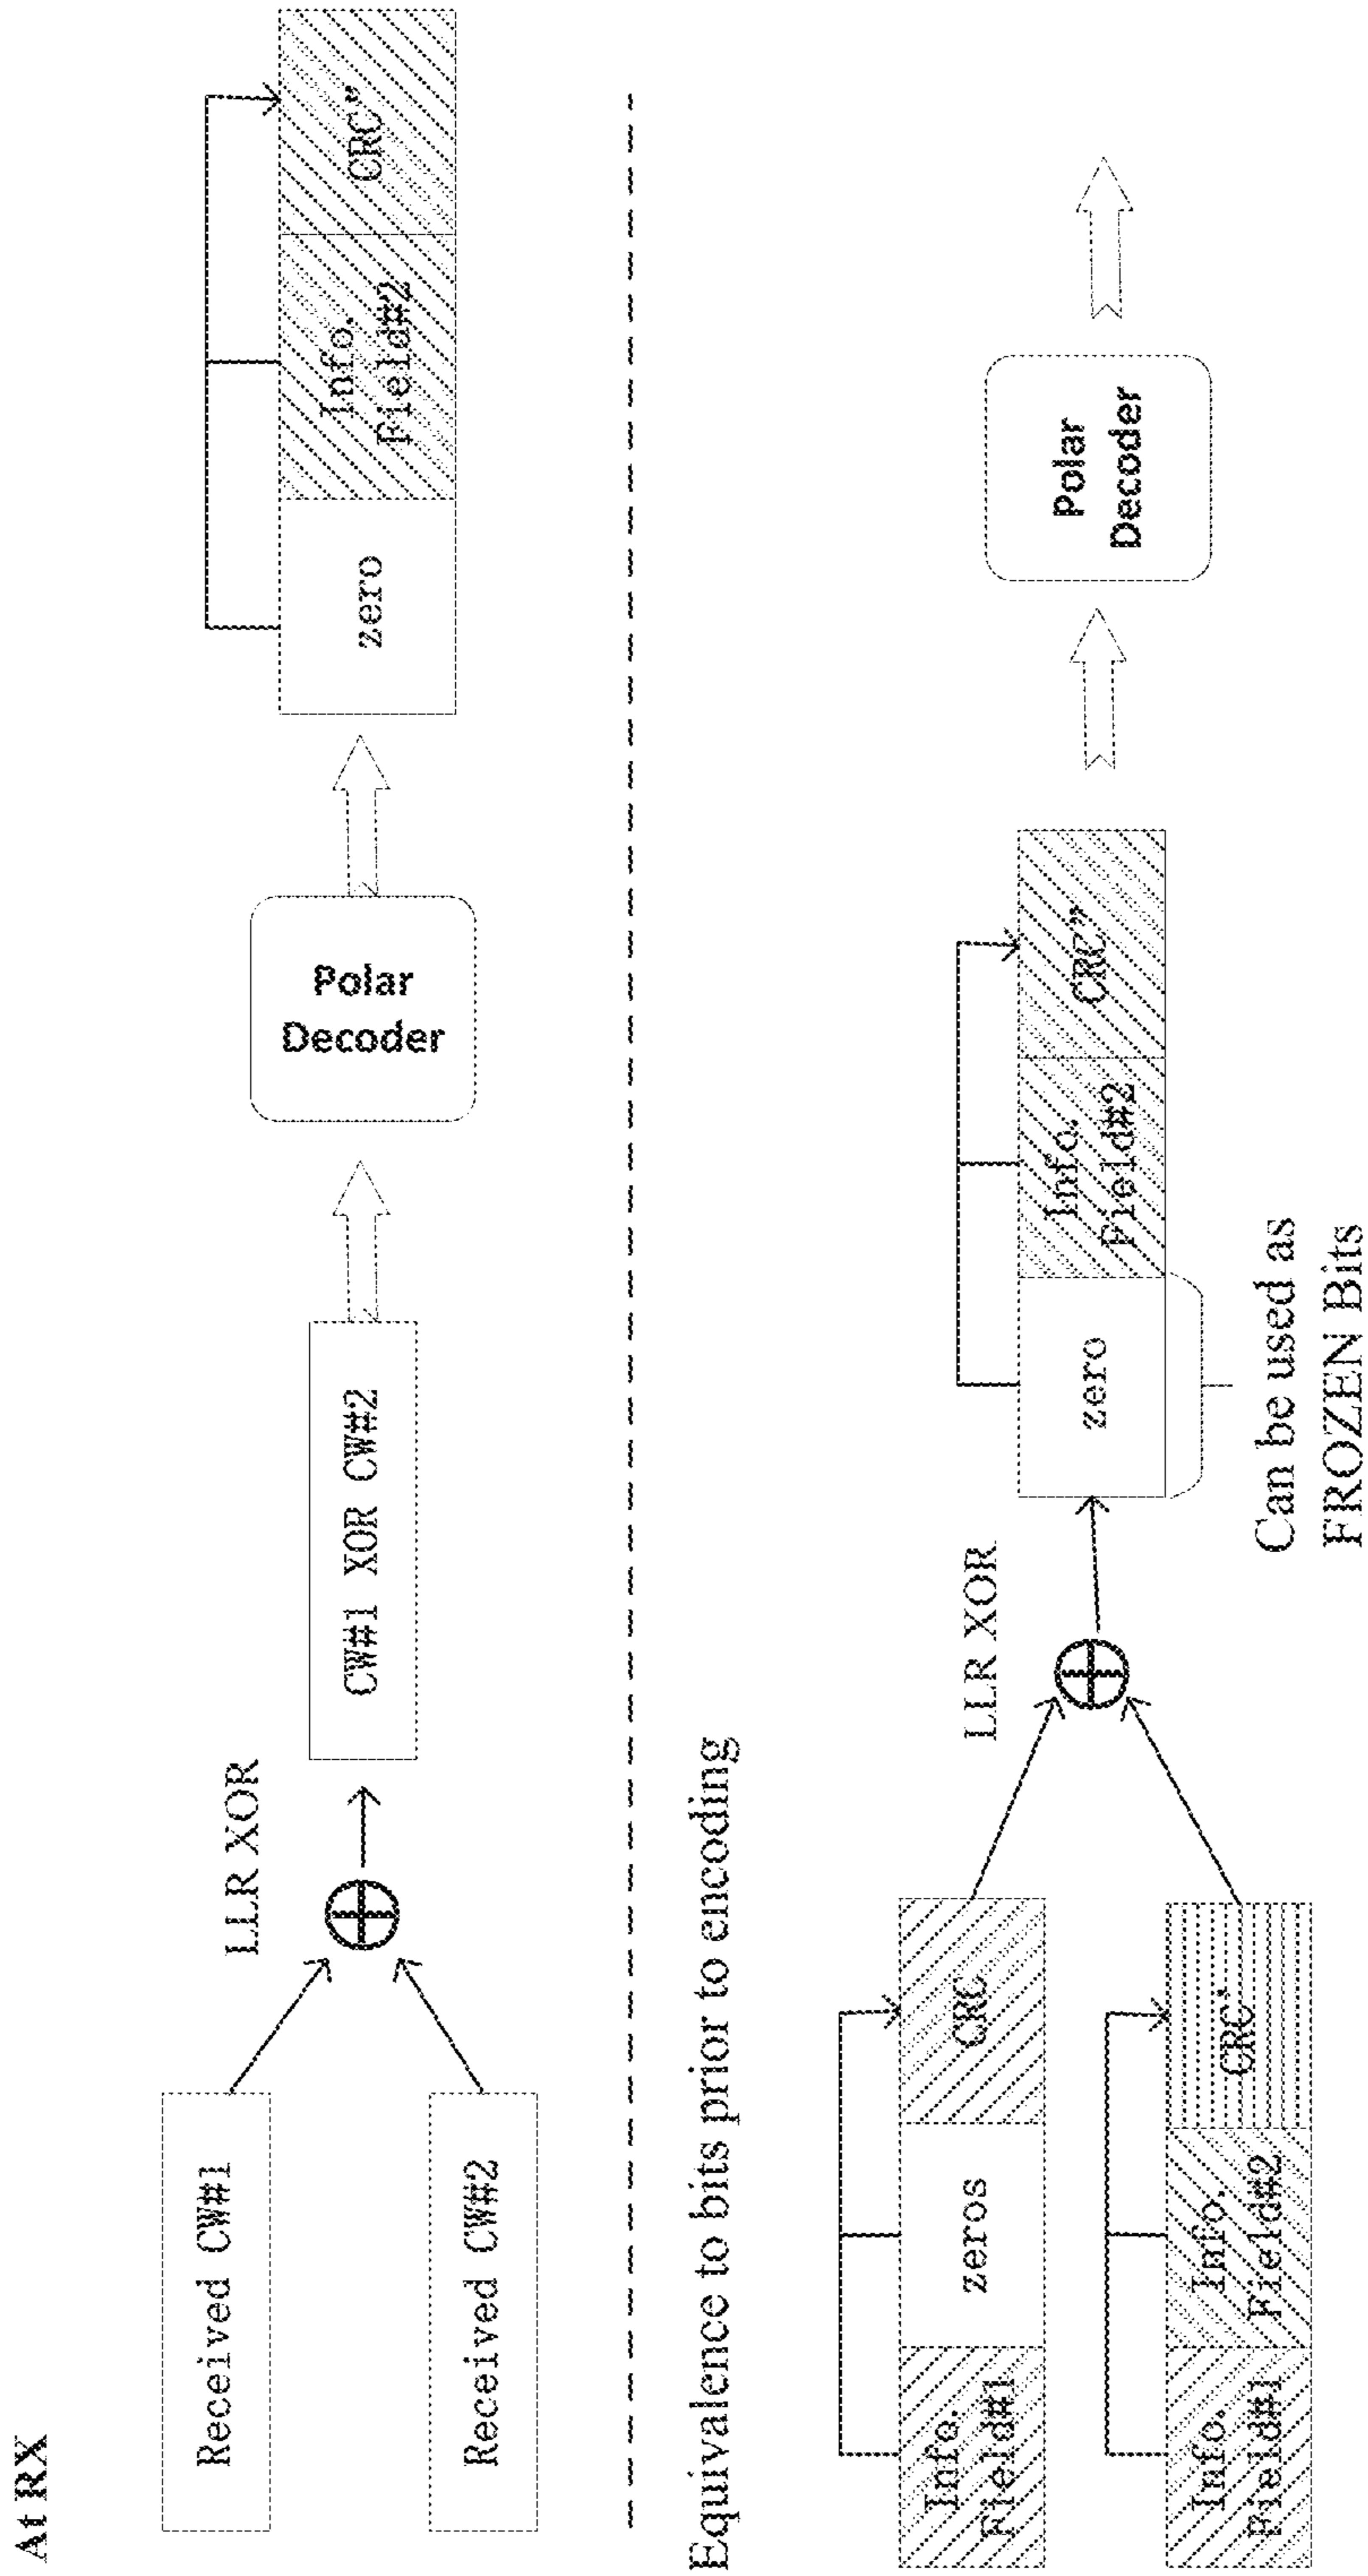 At RX
Received CW#1
Received CW#2
LLR XOR
CW#1 XOR CW#2
Polar
Decoder
zero
Info.
Field#2
CRC"
Equivalence to bits prior to encoding
Info.
Field#1
zeros
CRC
Info.
Field#1
Info.
Field#2
CRC'
LLR XOR
zero
Info.
Field#2
CRC"
Can be used as
FROZEN Bits
Polar
Decoder